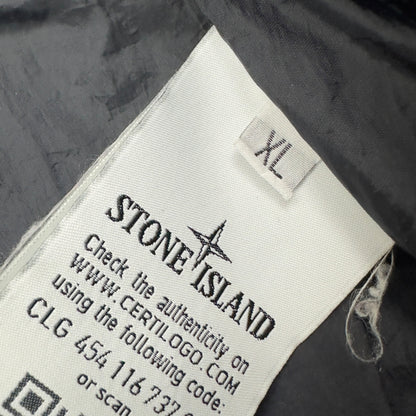 XL
STONE ISLAND
Check the authenticity on
WWW.CERTILOGO.COM
using the following code:
CLG 454 116 737
or scan